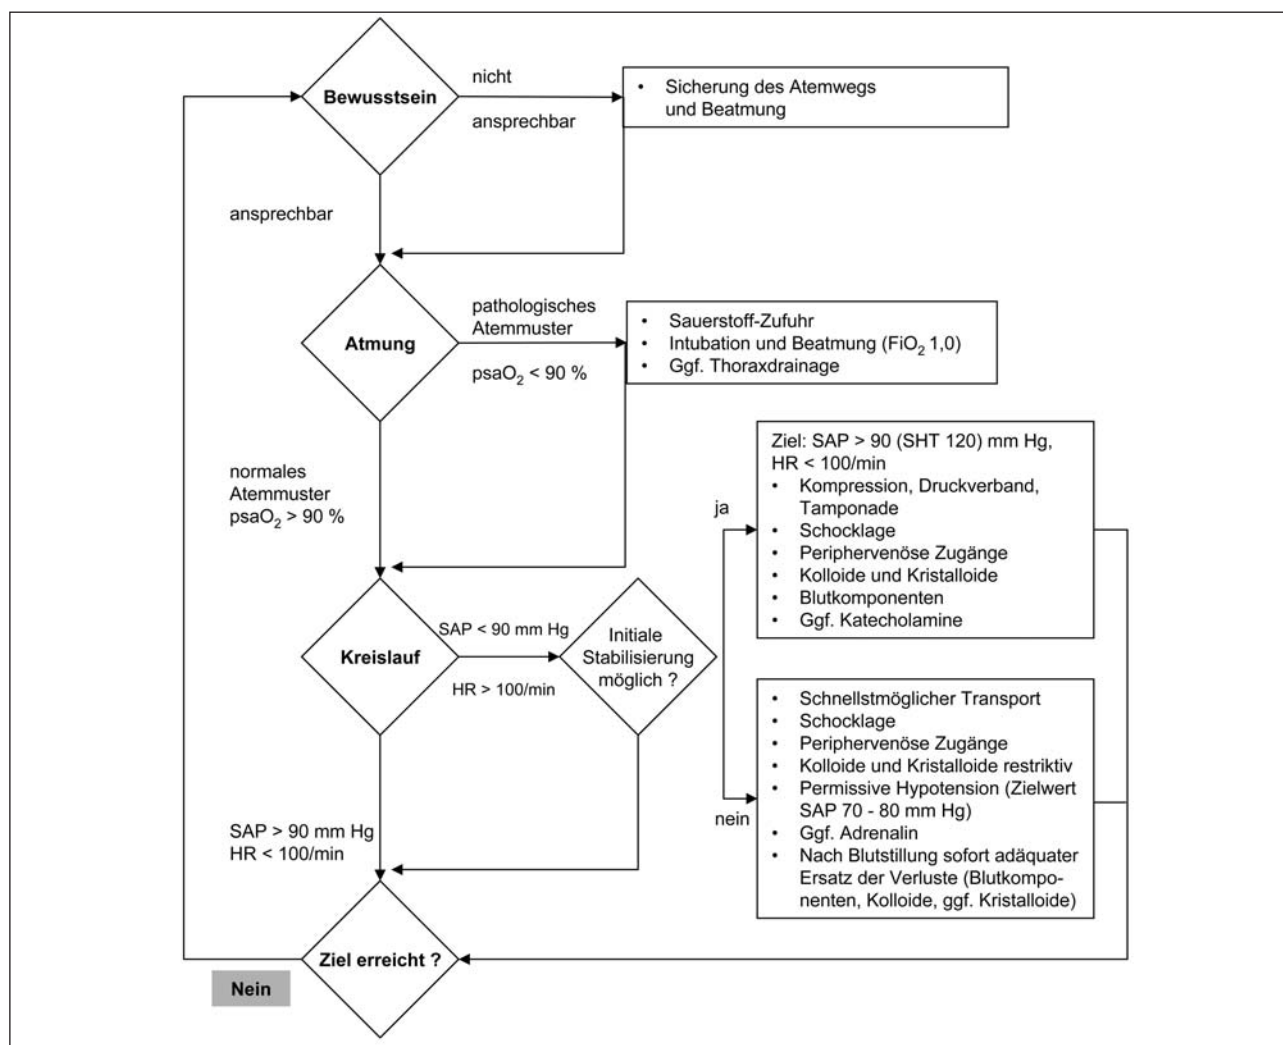 Bewusstsein
nicht
ansprechbar
• Sicherung des Atemwegs
und Beatmung
ansprechbar
Atmung
pathologisches
Atemmuster
psaO₂ < 90 %
• Sauerstoff-Zufuhr
• Intubation und Beatmung (FiO₂ 1,0)
• Ggf. Thoraxdrainage
normales
Atemmuster
psaO₂ > 90 %
Kreislauf
SAP < 90 mm Hg
HR > 100/min
Initiale
Stabilisierung
möglich ?
ja
Ziel: SAP > 90 (SHT 120) mm Hg,
HR < 100/min
• Kompression, Druckverband,
Tamponade
• Schocklage
• Periphervenöse Zugänge
• Kolloide und Kristalloide
• Blutkomponenten
• Ggf. Katecholamine
nein
• Schnellstmöglicher Transport
• Schocklage
• Periphervenöse Zugänge
• Kolloide und Kristalloide restriktiv
• Permissive Hypotension (Zielwert
SAP 70 - 80 mm Hg)
• Ggf. Adrenalin
• Nach Blutstillung sofort adäquater
Ersatz der Verluste (Blutkompo-
nenten, Kolloide, ggf. Kristalloide)
SAP > 90 mm Hg
HR < 100/min
Ziel erreicht ?
Nein